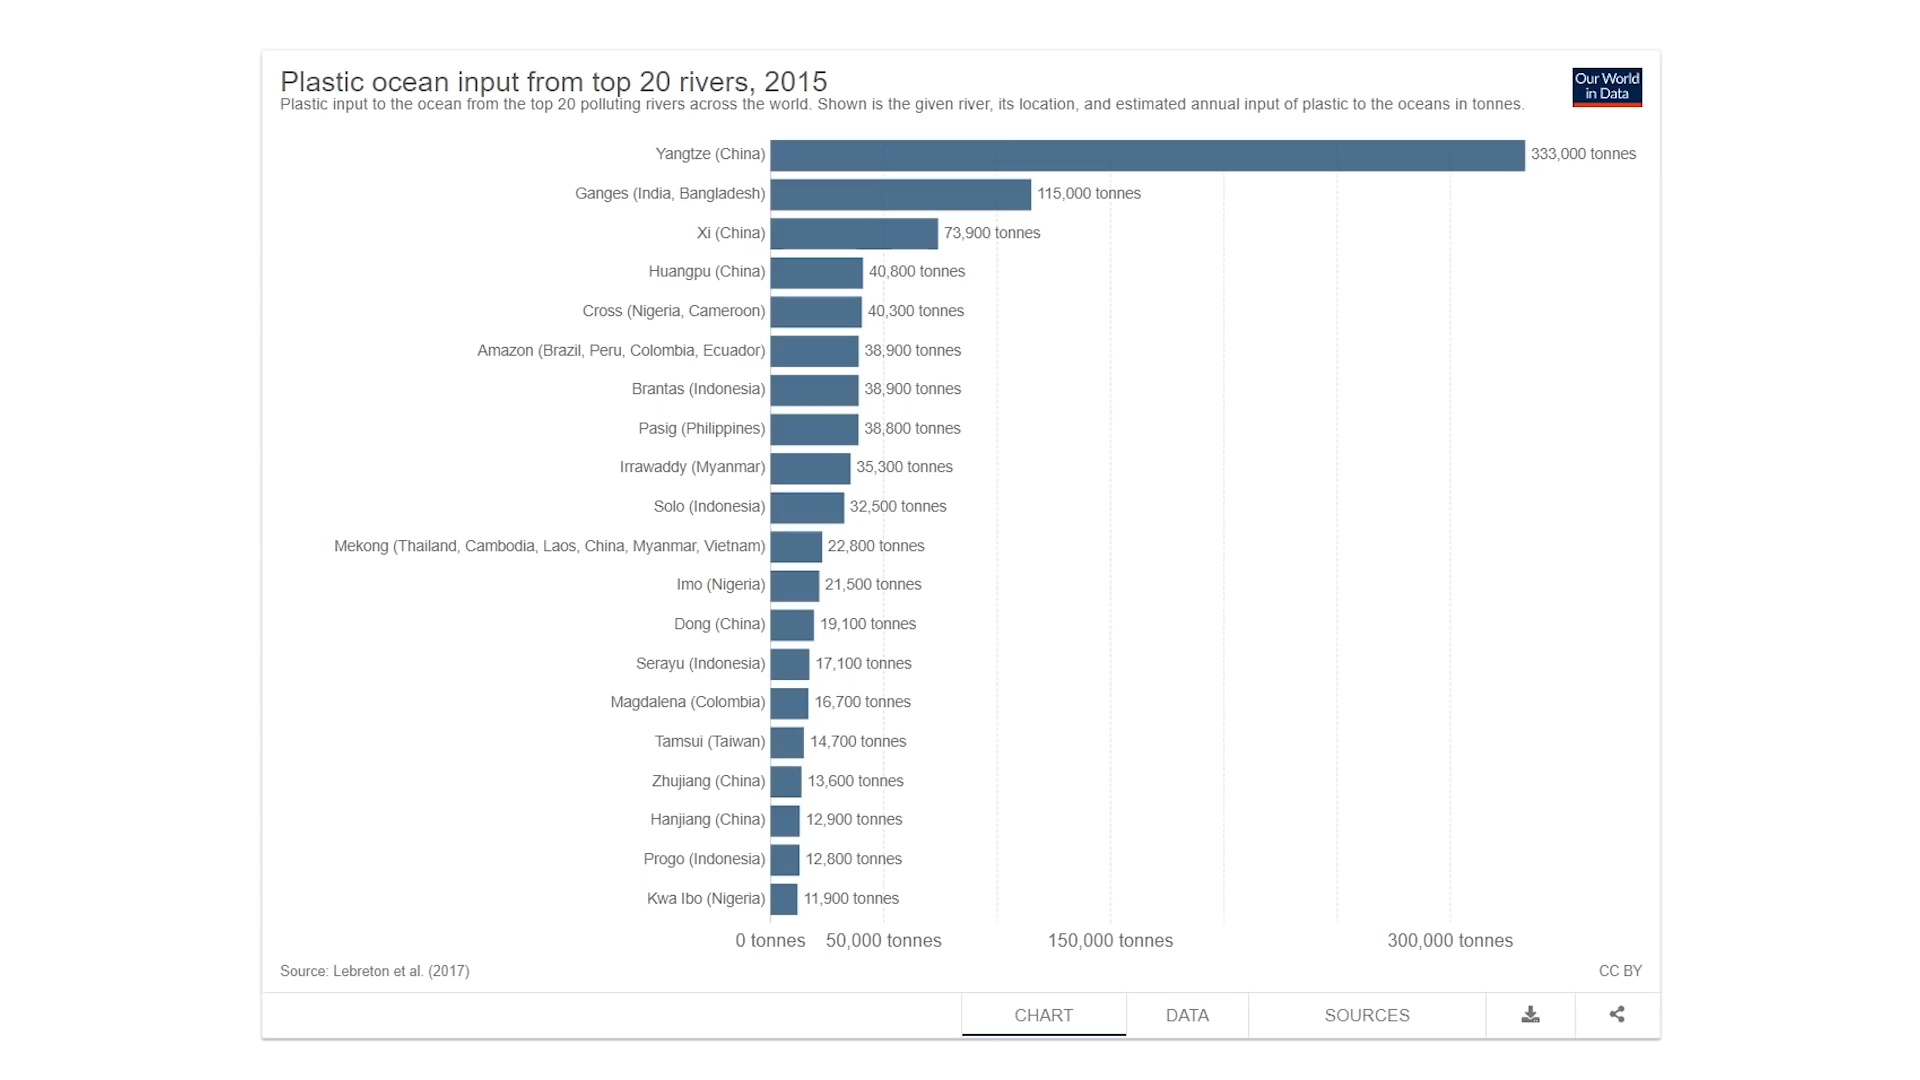 Plastic ocean input from top 20 rivers, 2015
Plastic input to the ocean from the top 20 polluting rivers across the world. Shown is the given river, its location, and estimated annual input of plastic to the oceans in tonnes.
Our World
in Data
Yangtze (China) 333,000 tonnes
Ganges (India, Bangladesh) 115,000 tonnes
Xi (China) 73,900 tonnes
Huangpu (China) 40,800 tonnes
Cross (Nigeria, Cameroon) 40,300 tonnes
Amazon (Brazil, Peru, Colombia, Ecuador) 38,900 tonnes
Brantas (Indonesia) 38,900 tonnes
Pasig (Philippines) 38,800 tonnes
Irrawaddy (Myanmar) 35,300 tonnes
Solo (Indonesia) 32,500 tonnes
Mekong (Thailand, Cambodia, Laos, China, Myanmar, Vietnam) 22,800 tonnes
Imo (Nigeria) 21,500 tonnes
Dong (China) 19,100 tonnes
Serayu (Indonesia) 17,100 tonnes
Magdalena (Colombia) 16,700 tonnes
Tamsui (Taiwan) 14,700 tonnes
Zhujiang (China) 13,600 tonnes
Hanjiang (China) 12,900 tonnes
Progo (Indonesia) 12,800 tonnes
Kwa Ibo (Nigeria) 11,900 tonnes
0 tonnes 50,000 tonnes 150,000 tonnes 300,000 tonnes
Source: Lebreton et al. (2017) CC BY
CHART DATA SOURCES